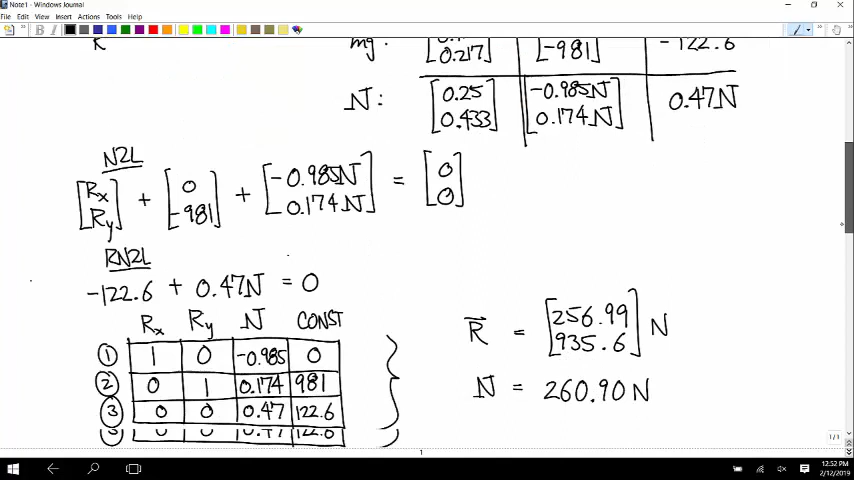 Note1 - Windows Journal
File Edit View Insert Actions Tools Help
B I
R
mg:
0.217
-981
-122.6
N:
0.25
0.433
-0.985N
0.174N
0.47N
N2L
Rx
Ry
+
0
-981
+
-0.985N
0.174N
=
0
0
RN2L
-122.6 + 0.47N = 0
Rx Ry N CONST
① 1 0 -0.985 0
② 0 1 0.174 981
③ 0 0 0.47 122.6
R⃗ = [256.99
935.6] N
N = 260.90 N
1/1
1
12:52 PM
2/12/2019